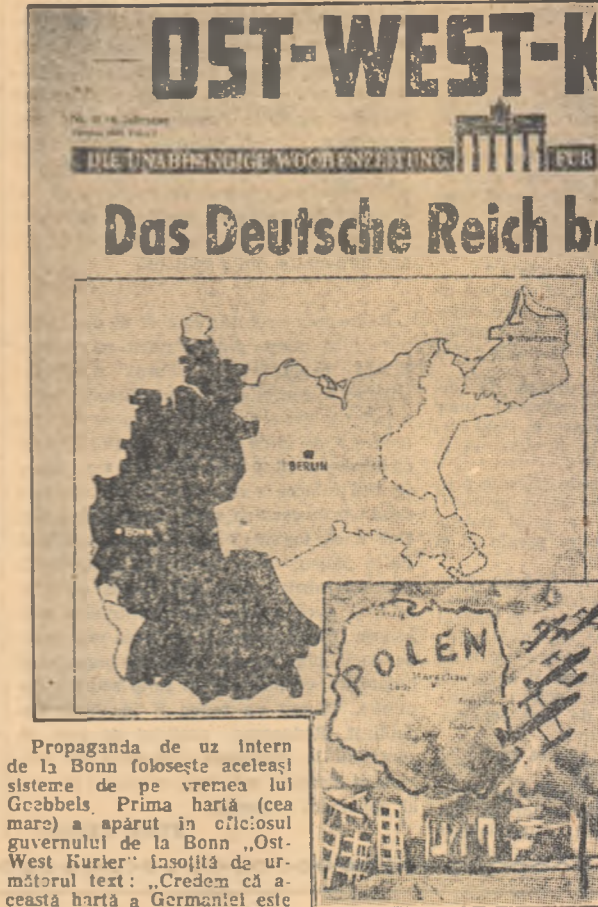 OST-WEST-K
Nr.
DIE UNABHÄNGIGE WOCHENZEITUNG FÜR
Das Deutsche Reich b
BERLIN
BONN
POLEN
Warschau
Propaganda de uz intern
de la Bonn folosește aceleași
sisteme de pe vremea lui
Goebbels. Prima hartă (cea
mare) a apărut în oficiosul
guvernului de la Bonn „Ost-
West Kurier“ însoțită de ur-
mătorul text: „Credem că a-
ceastă hartă a Germaniei este